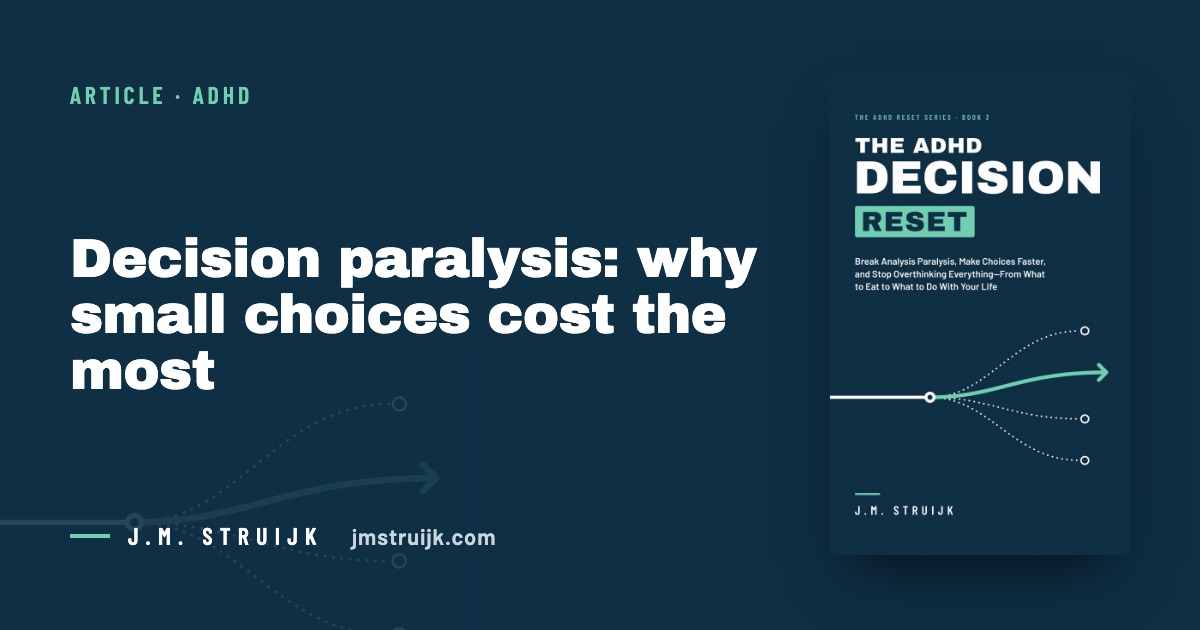 ARTICLE · ADHD
Decision paralysis: why
small choices cost the
most
J.M. STRUIJK jmstruijk.com
THE ADHD RESET SERIES · BOOK 3
THE ADHD
DECISION
RESET
Break Analysis Paralysis, Make Choices Faster,
and Stop Overthinking Everything—From What
to Eat to What to Do With Your Life
J.M. STRUIJK